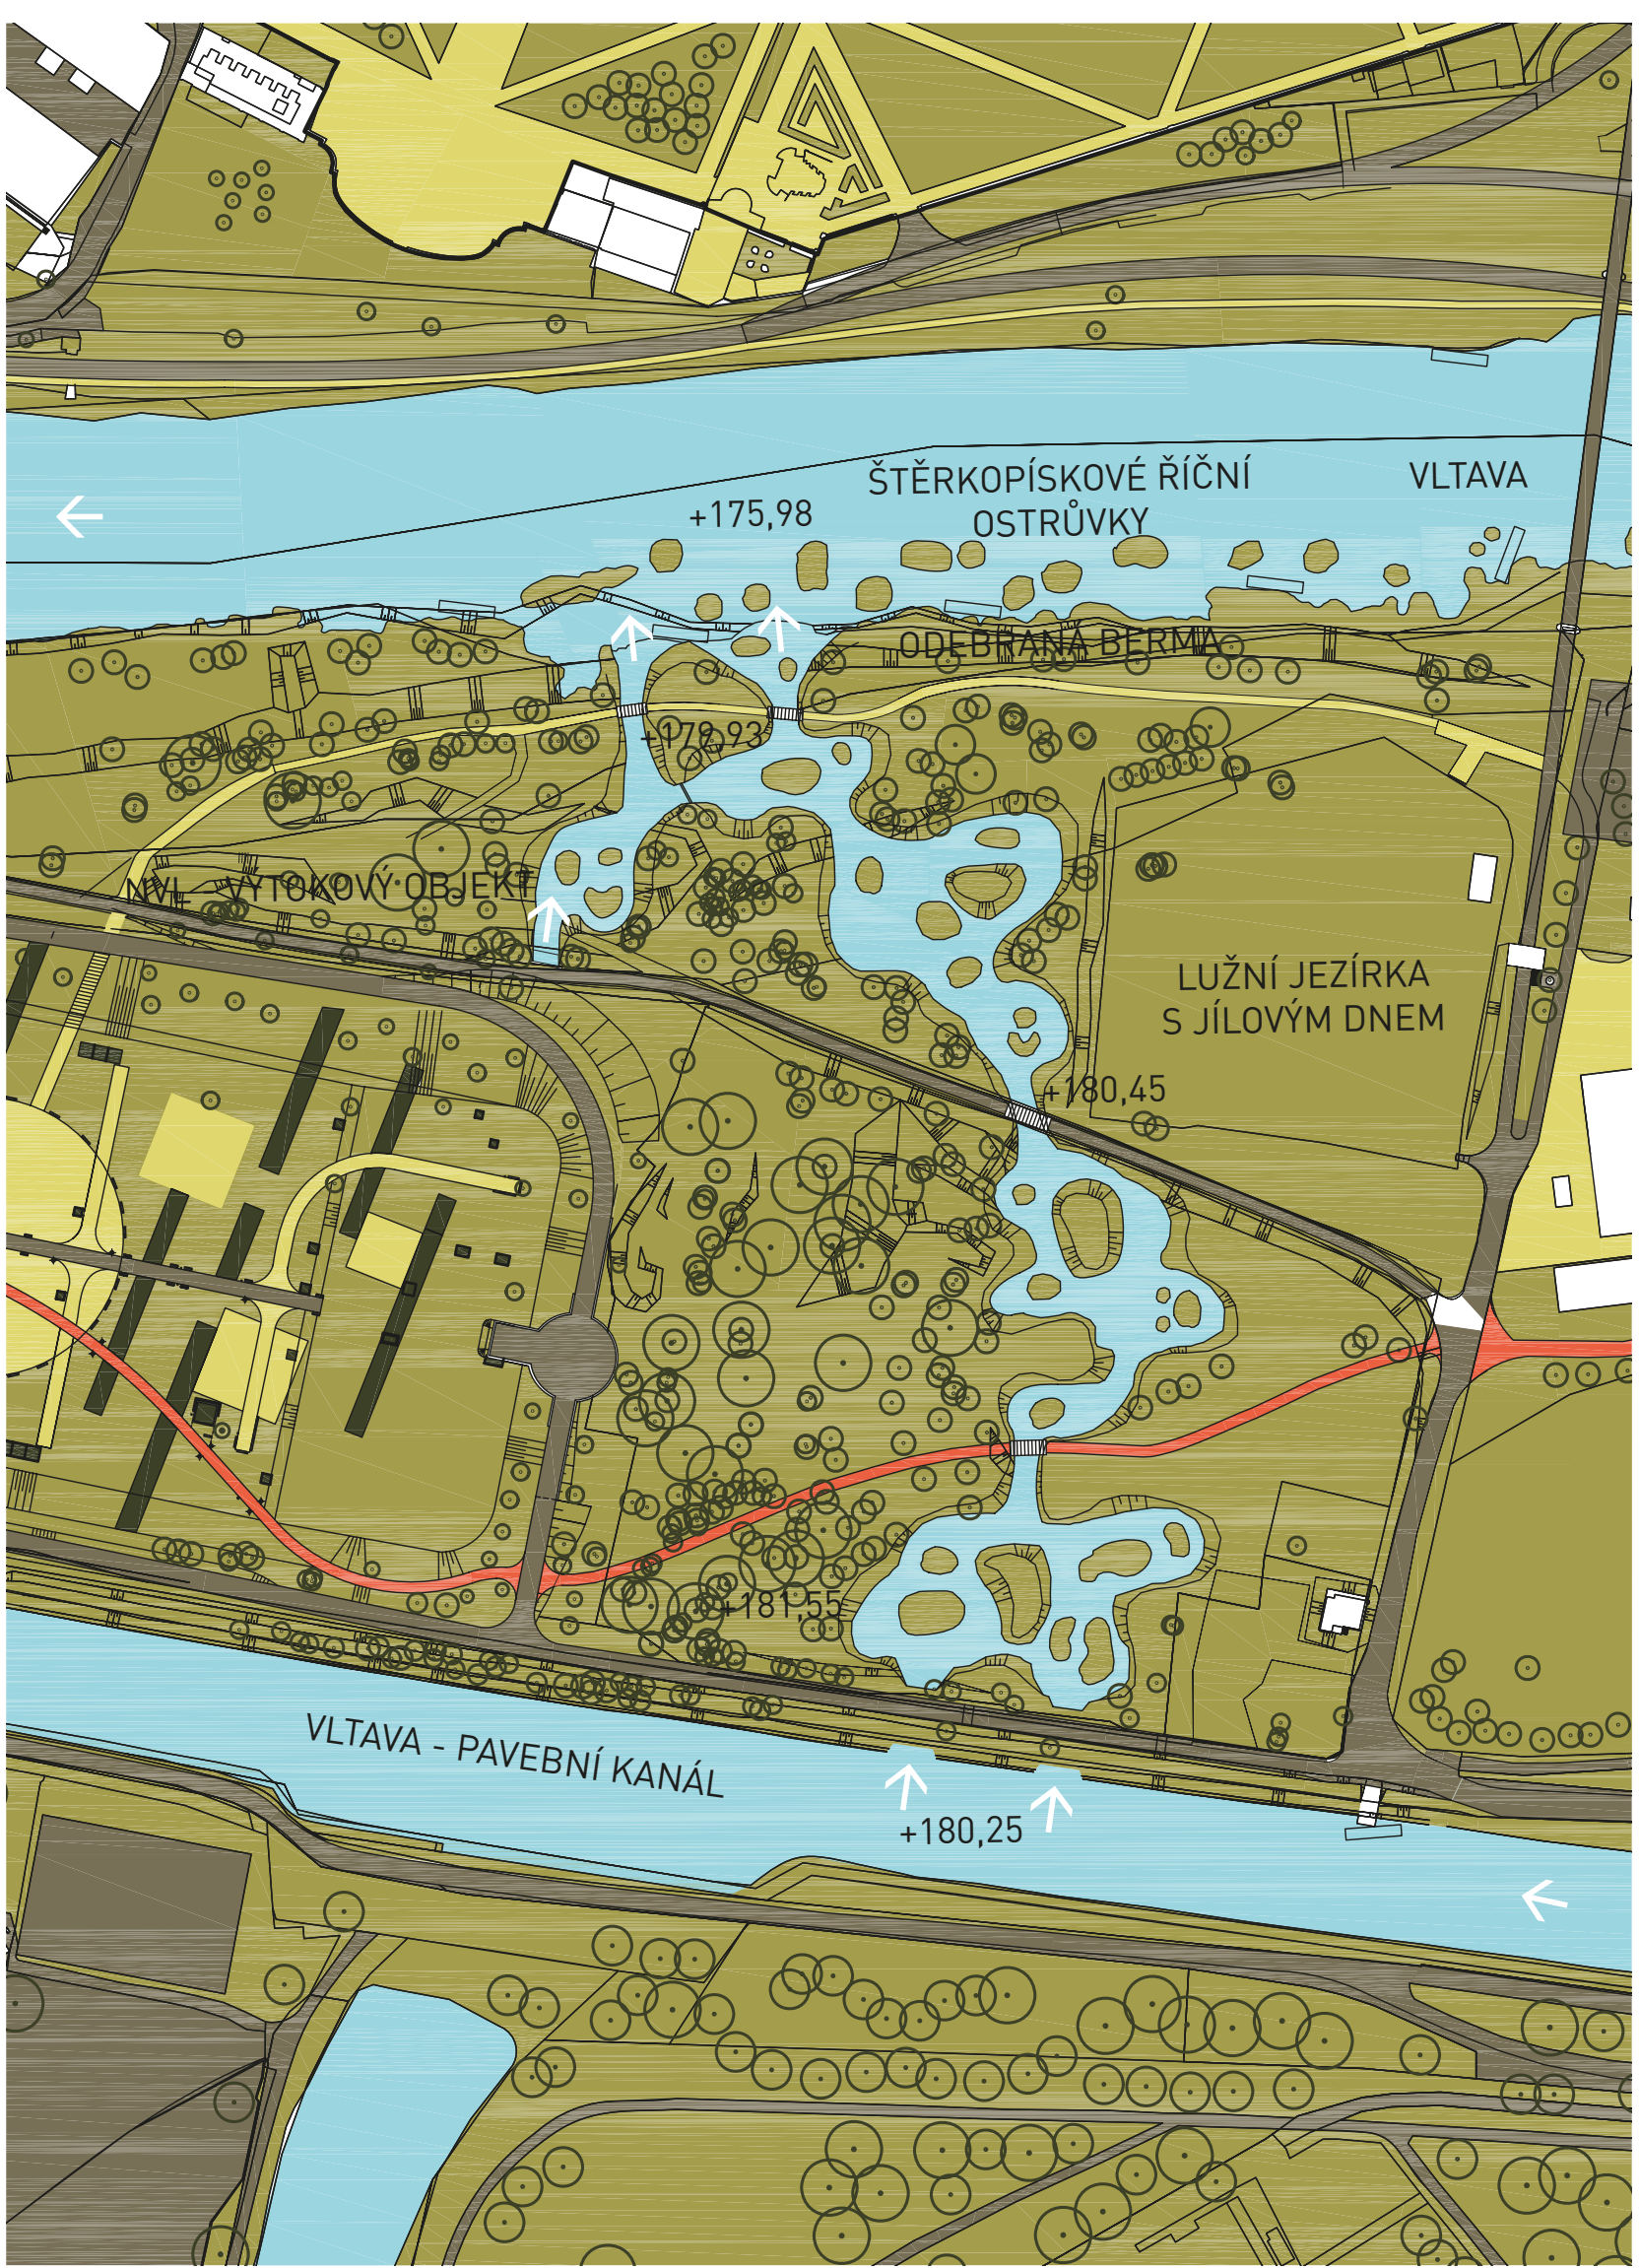 ŠTĚRKOPÍSKOVÉ ŘÍČNÍ
OSTRŮVKY
VLTAVA
+175,98
ODEBRANÁ BERMA
+179,93
NVL - VÝTOKOVÝ OBJEKT
LUŽNÍ JEZÍRKA
S JÍLOVÝM DNEM
+180,45
+181,55
VLTAVA - PAVEBNÍ KANÁL
+180,25